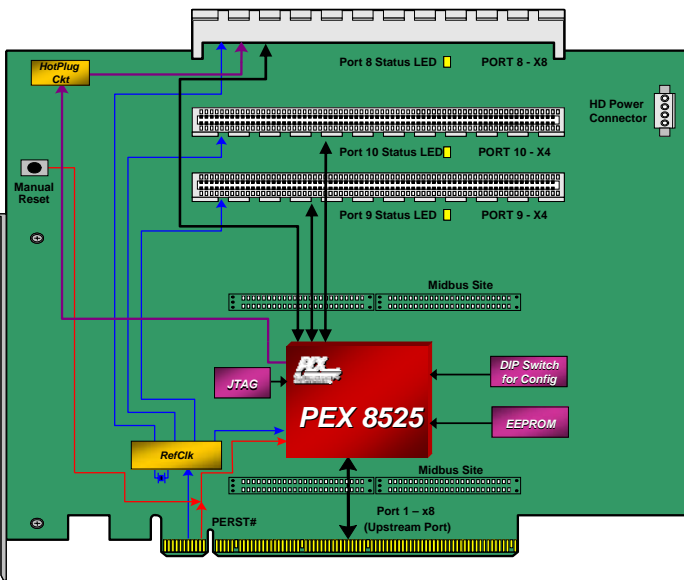 HotPlug
Ckt
Port 8 Status LED
PORT 8 - X8
HD Power
Connector
Port 10 Status LED
PORT 10 - X4
Manual
Reset
Port 9 Status LED
PORT 9 - X4
Midbus Site
PEX
JTAG
DIP Switch
for Config
PEX 8525
EEPROM
RefClk
Midbus Site
PERST#
Port 1 – x8
(Upstream Port)